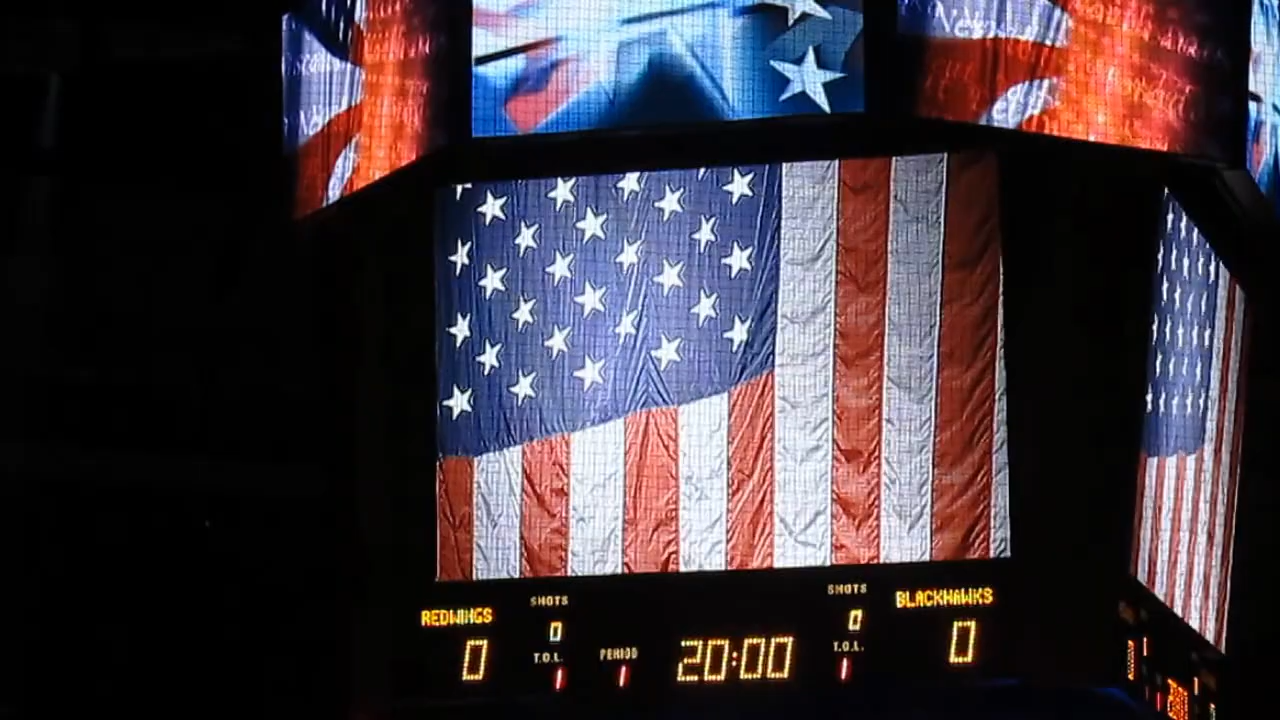 REDWINGS
0
SHOTS
0
T.O.L.
1
PERIOD
1
20:00
SHOTS
0
T.O.L.
1
BLACKHAWKS
0